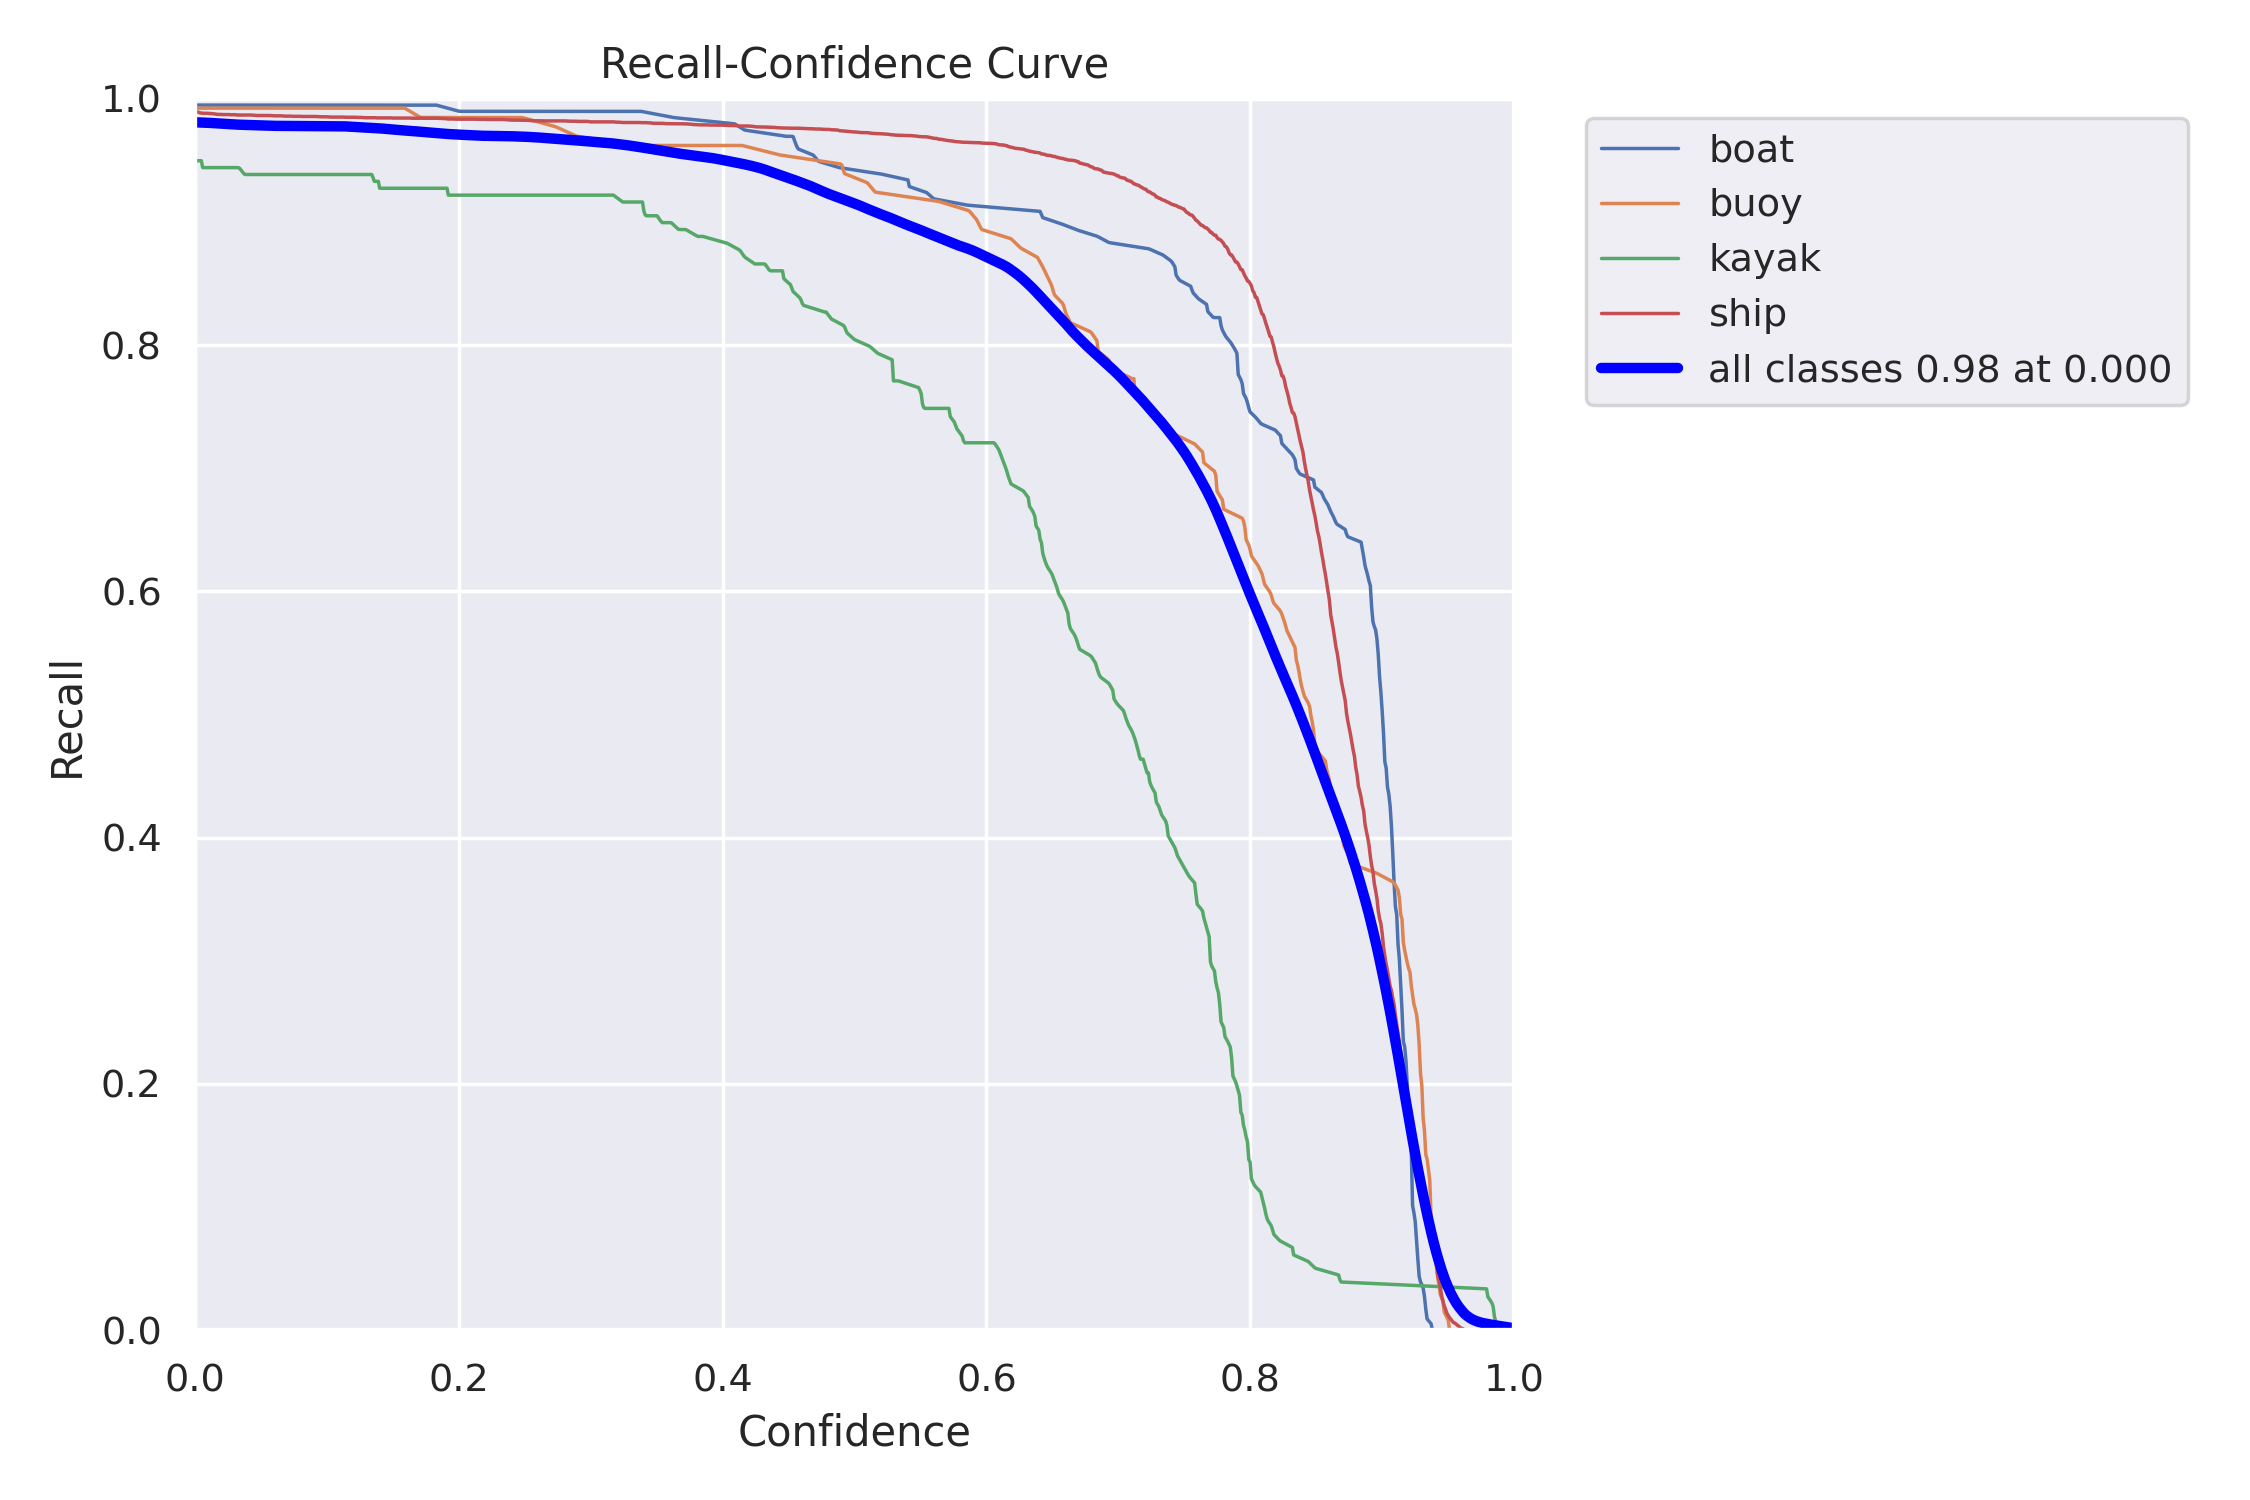 Recall-Confidence Curve
1.0
0.8
0.6
0.4
0.2
0.0
Recall
0.0 0.2 0.4 0.6 0.8 1.0
Confidence
boat
buoy
kayak
ship
all classes 0.98 at 0.000